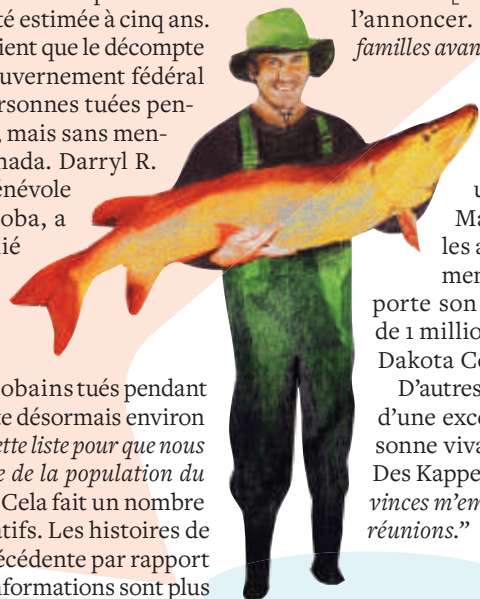 té estimée à cinq ans.
ient que le décompte
uvernement fédéral
ersonnes tuées pen-
, mais sans men-
nada. Darryl R.
énévole
oba, a
ié
obains tués pendant
te désormais environ
ette liste pour que nous
e de la population du
Cela fait un nombre
tifs. Les histoires de
écédente par rapport
nformations sont plus
l’annoncer.
familles avan
Ma
les a
men
porte son
de 1 millio
Dakota Co
D’autres
d’une exce
sonne viva
Des Kappe
vinces m’em
réunions.”